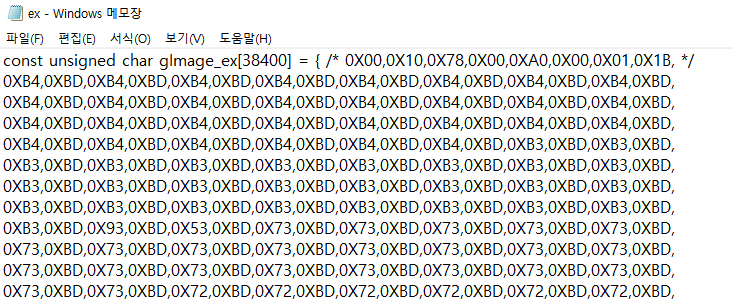 ex - Windows 메모장
파일(F) 편집(E) 서식(O) 보기(V) 도움말(H)
const unsigned char gImage_ex[38400] = { /* 0X00,0X10,0X78,0X00,0XA0,0X00,0X01,0X1B, */
0XB4,0XBD,0XB4,0XBD,0XB4,0XBD,0XB4,0XBD,0XB4,0XBD,0XB4,0XBD,0XB4,0XBD,0XB4,0XBD,
0XB4,0XBD,0XB4,0XBD,0XB4,0XBD,0XB4,0XBD,0XB4,0XBD,0XB4,0XBD,0XB4,0XBD,0XB4,0XBD,
0XB4,0XBD,0XB4,0XBD,0XB4,0XBD,0XB4,0XBD,0XB4,0XBD,0XB4,0XBD,0XB4,0XBD,0XB4,0XBD,
0XB4,0XBD,0XB4,0XBD,0XB4,0XBD,0XB4,0XBD,0XB4,0XBD,0XB4,0XBD,0XB3,0XBD,0XB3,0XBD,
0XB3,0XBD,0XB3,0XBD,0XB3,0XBD,0XB3,0XBD,0XB3,0XBD,0XB3,0XBD,0XB3,0XBD,0XB3,0XBD,
0XB3,0XBD,0XB3,0XBD,0XB3,0XBD,0XB3,0XBD,0XB3,0XBD,0XB3,0XBD,0XB3,0XBD,0XB3,0XBD,
0XB3,0XBD,0XB3,0XBD,0XB3,0XBD,0XB3,0XBD,0XB3,0XBD,0XB3,0XBD,0XB3,0XBD,0XB3,0XBD,
0XB3,0XBD,0X93,0XBD,0X53,0XBD,0X73,0XBD,0X73,0XBD,0X73,0XBD,0X73,0XBD,0X73,0XBD,
0X73,0XBD,0X73,0XBD,0X73,0XBD,0X73,0XBD,0X73,0XBD,0X73,0XBD,0X73,0XBD,0X73,0XBD,
0X73,0XBD,0X73,0XBD,0X73,0XBD,0X73,0XBD,0X73,0XBD,0X73,0XBD,0X73,0XBD,0X73,0XBD,
0X73,0XBD,0X73,0XBD,0X72,0XBD,0X72,0XBD,0X72,0XBD,0X72,0XBD,0X72,0XBD,0X72,0XBD,